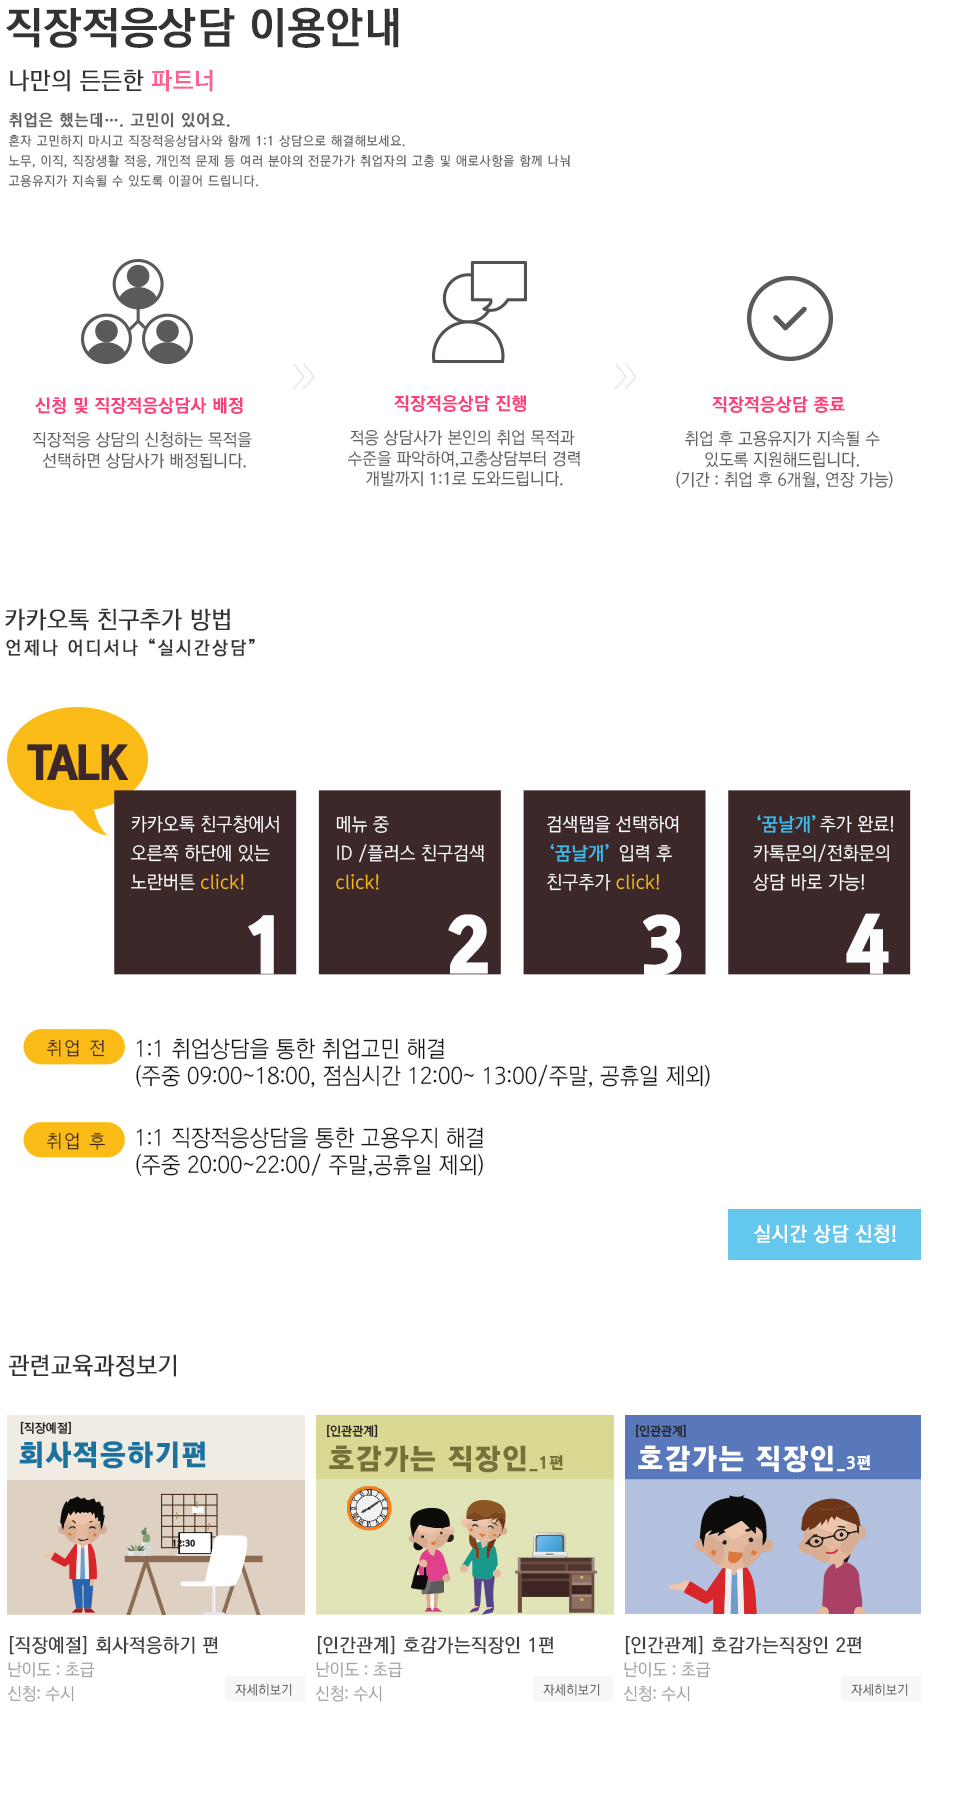 직장적응상담 이용안내
나만의 든든한 파트너
취업은 했는데···. 고민이 있어요.
혼자 고민하지 마시고 직장적응상담사와 함께 1:1 상담으로 해결해보세요.
노무, 이직, 직장생활 적응, 개인적 문제 등 여러 분야의 전문가가 취업자의 고충 및 애로사항을 함께 나눠
고용유지가 지속될 수 있도록 이끌어 드립니다.
신청 및 직장적응상담사 배정
직장적응 상담의 신청하는 목적을
선택하면 상담사가 배정됩니다.
직장적응상담 진행
적응 상담사가 본인의 취업 목적과
수준을 파악하여,고충상담부터 경력
개발까지 1:1로 도와드립니다.
직장적응상담 종료
취업 후 고용유지가 지속될 수
있도록 지원해드립니다.
(기간 : 취업 후 6개월, 연장 가능)
카카오톡 친구추가 방법
언제나 어디서나 “실시간상담”
TALK
카카오톡 친구창에서
오른쪽 하단에 있는
노란버튼 click!
1
메뉴 중
ID /플러스 친구검색
click!
2
검색탭을 선택하여
‘꿈날개’ 입력 후
친구추가 click!
3
‘꿈날개’ 추가 완료!
카톡문의/전화문의
상담 바로 가능!
4
취업 전
1:1 취업상담을 통한 취업고민 해결
(주중 09:00~18:00, 점심시간 12:00~ 13:00/주말, 공휴일 제외)
취업 후
1:1 직장적응상담을 통한 고용우지 해결
(주중 20:00~22:00/ 주말,공휴일 제외)
실시간 상담 신청!
관련교육과정보기
[직장예절]
회사적응하기편
12:30
[직장예절] 회사적응하기 편
난이도 : 초급
신청: 수시
자세히보기
[인관관계]
호감가는 직장인_1편
[인간관계] 호감가는직장인 1편
난이도 : 초급
신청: 수시
자세히보기
[인관관계]
호감가는 직장인_3편
[인간관계] 호감가는직장인 2편
난이도 : 초급
신청: 수시
자세히보기